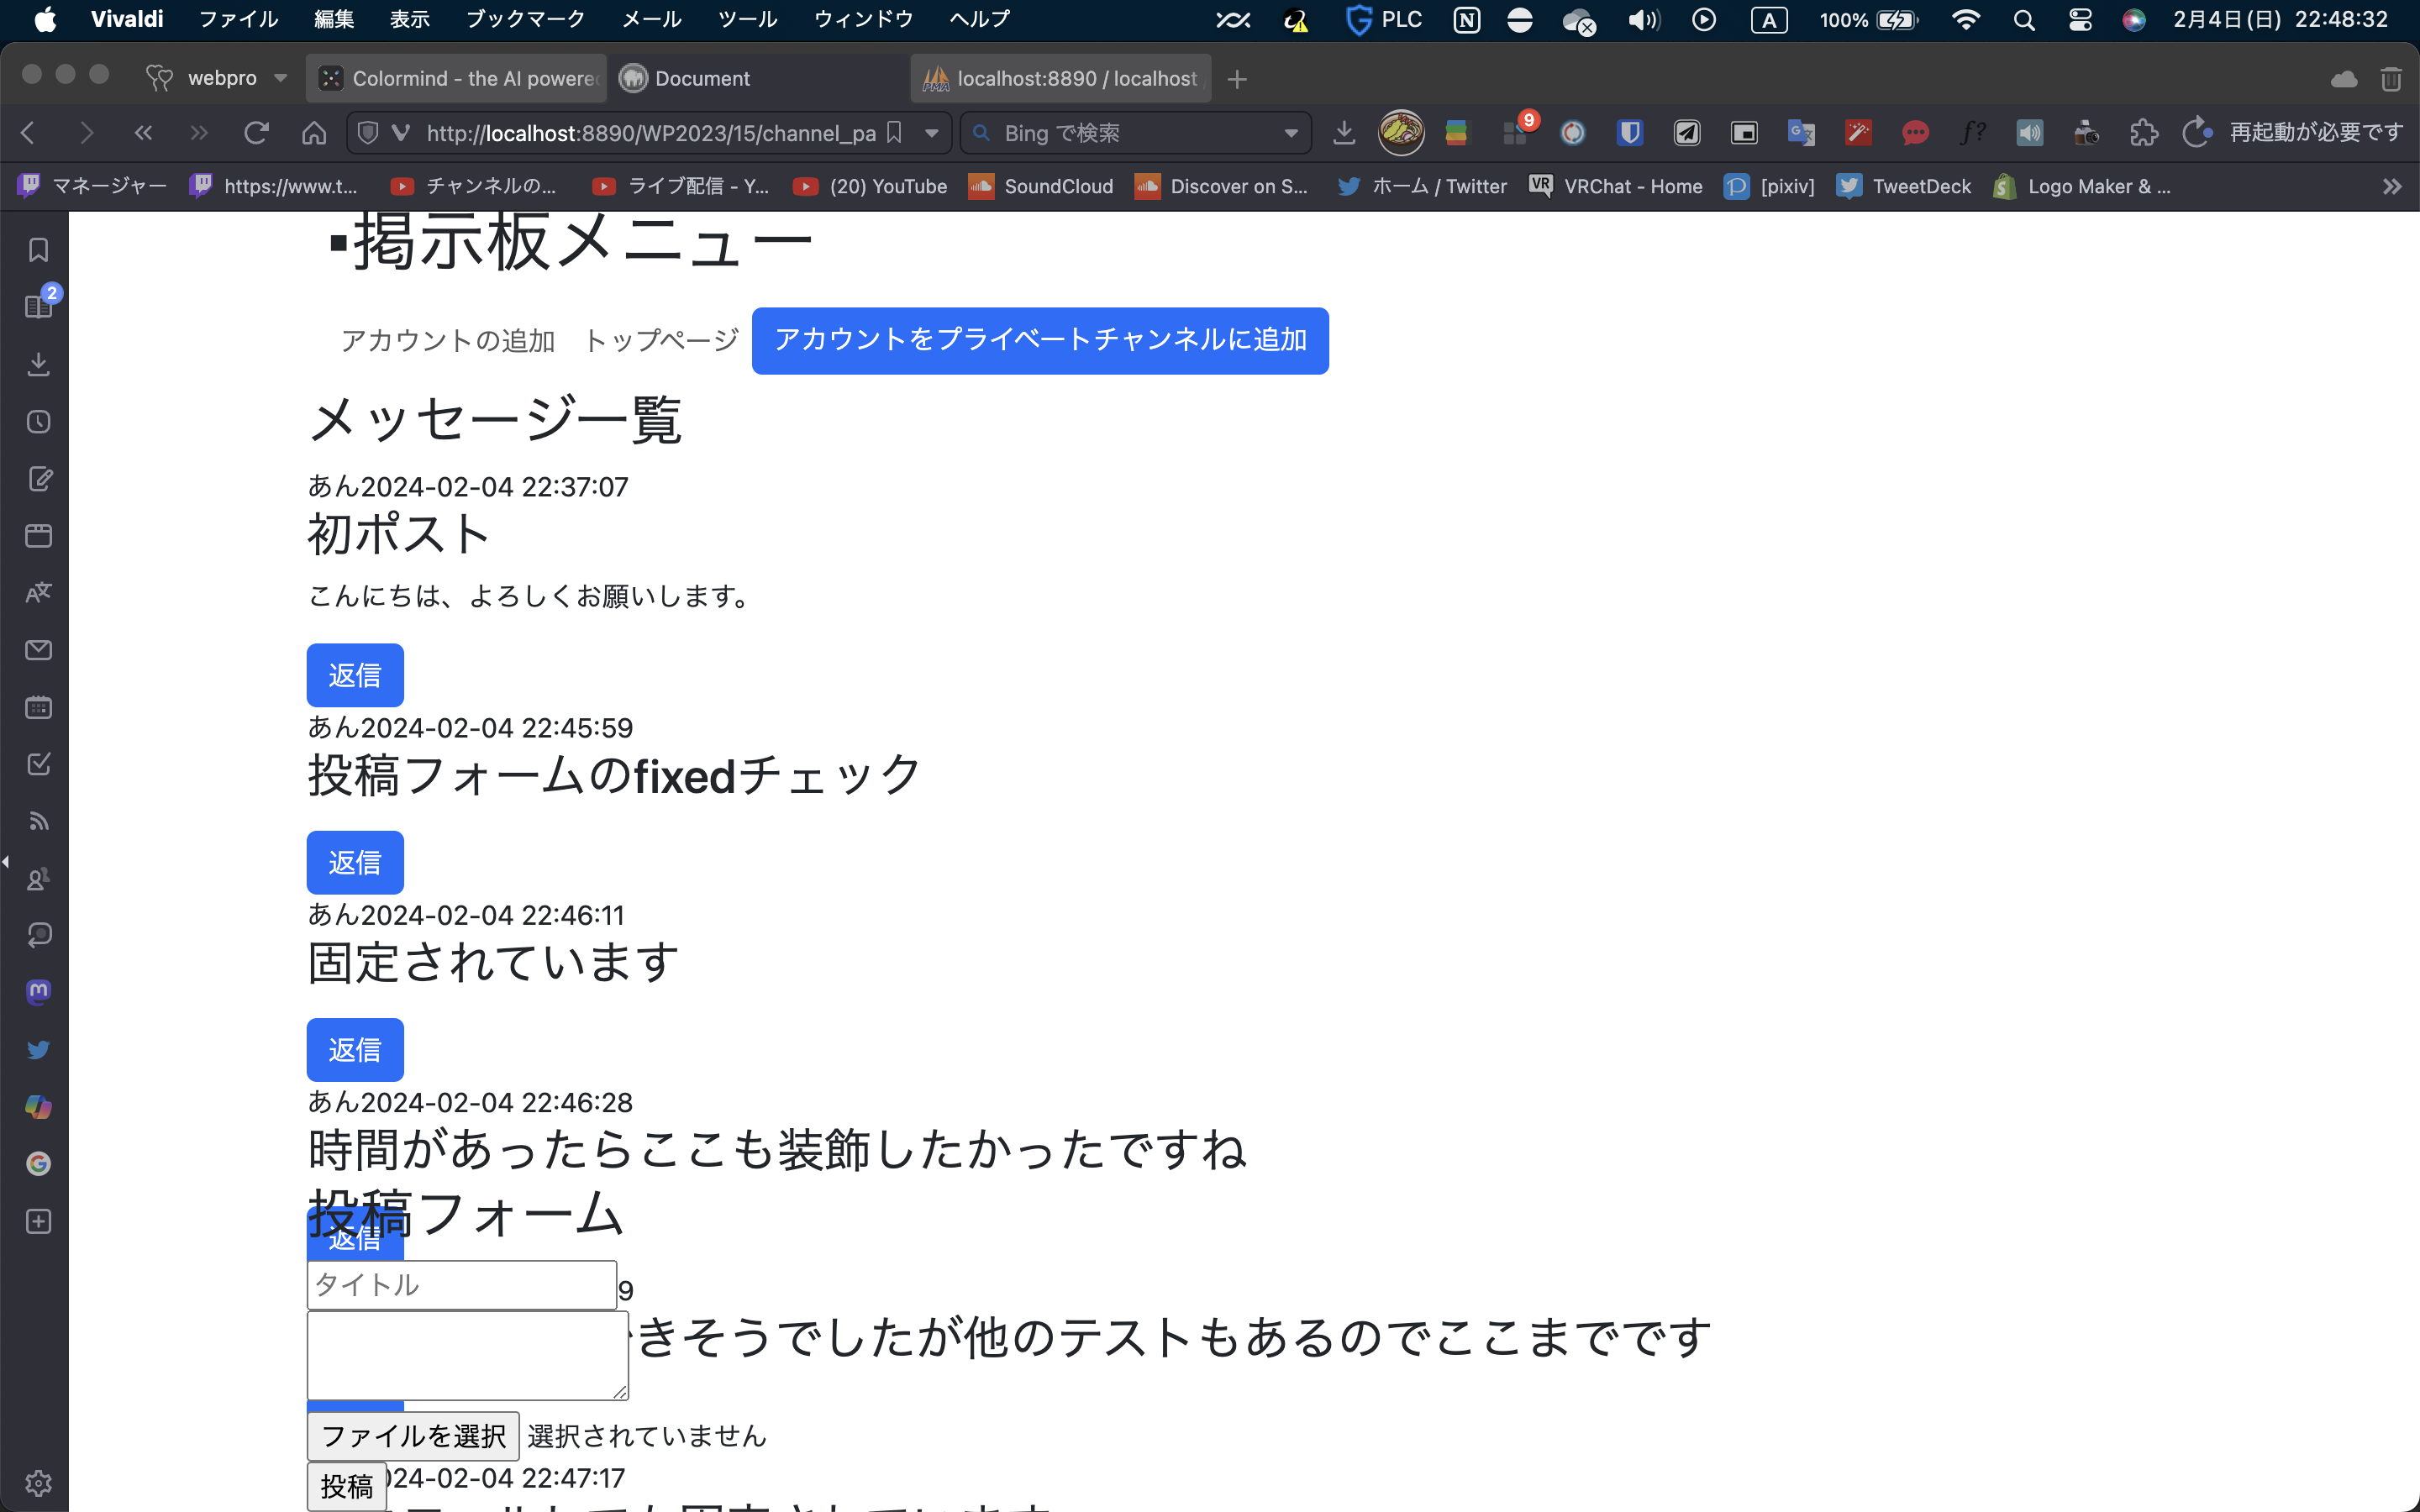 Vivaldi ファイル 編集 表示 ブックマーク メール ツール ウィンドウ ヘルプ PLC A 100% 2月4日(日) 22:48:32
webpro Colormind - the AI powered Document localhost:8890 / localhost
http://localhost:8890/WP2023/15/channel_pa Bing で検索 9 再起動が必要です
マネージャー https://www.t... チャンネルの... ライブ配信 - Y... (20) YouTube SoundCloud Discover on S... ホーム / Twitter VRChat - Home [pixiv] TweetDeck Logo Maker & ...
▪掲示板メニュー
2
アカウントの追加 トップページ アカウントをプライベートチャンネルに追加
メッセージ一覧
あん2024-02-04 22:37:07
初ポスト
こんにちは、よろしくお願いします。
返信
あん2024-02-04 22:45:59
投稿フォームのfixedチェック
返信
あん2024-02-04 22:46:11
固定されています
返信
あん2024-02-04 22:46:28
時間があったらここも装飾したかったですね
投稿フォーム
返信
タイトル 9
きそうでしたが他のテストもあるのでここまでです
ファイルを選択 選択されていません
投稿 24-02-04 22:47:17